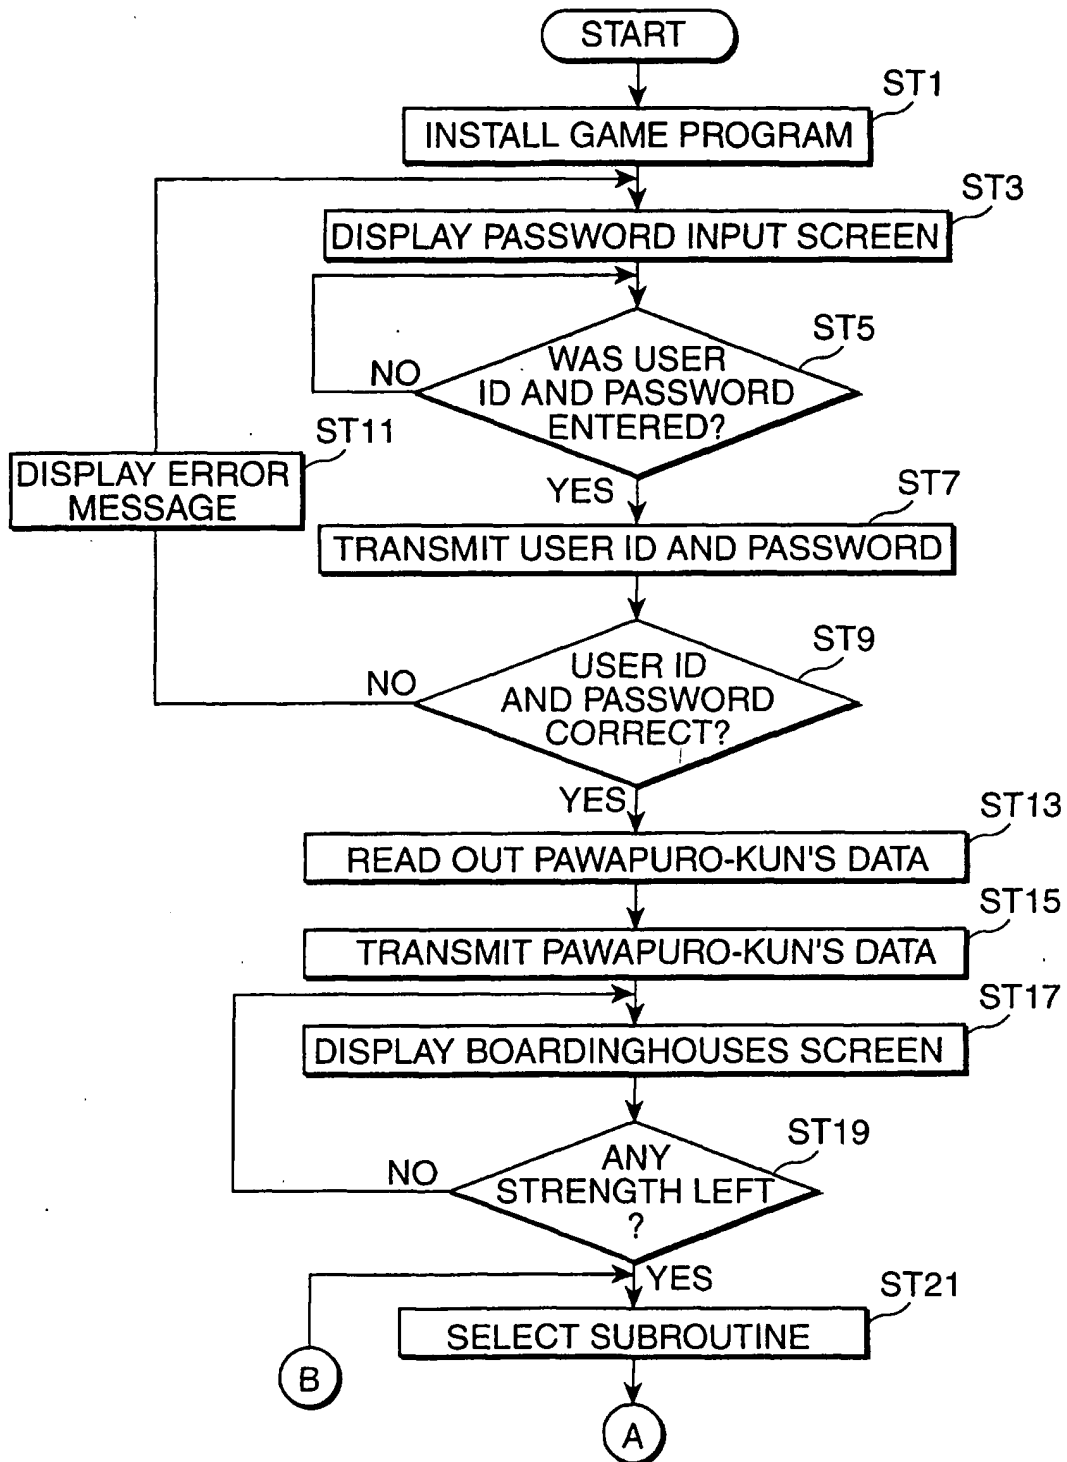 START
ST1
INSTALL GAME PROGRAM
ST3
DISPLAY PASSWORD INPUT SCREEN
ST5
WAS USER
ID AND PASSWORD
ENTERED?
NO
ST11
DISPLAY ERROR
MESSAGE
YES
ST7
TRANSMIT USER ID AND PASSWORD
ST9
USER ID
AND PASSWORD
CORRECT?
NO
YES
ST13
READ OUT PAWAPURO-KUN'S DATA
ST15
TRANSMIT PAWAPURO-KUN'S DATA
ST17
DISPLAY BOARDINGHOUSES SCREEN
ST19
ANY
STRENGTH LEFT
?
NO
YES
ST21
SELECT SUBROUTINE
B
A